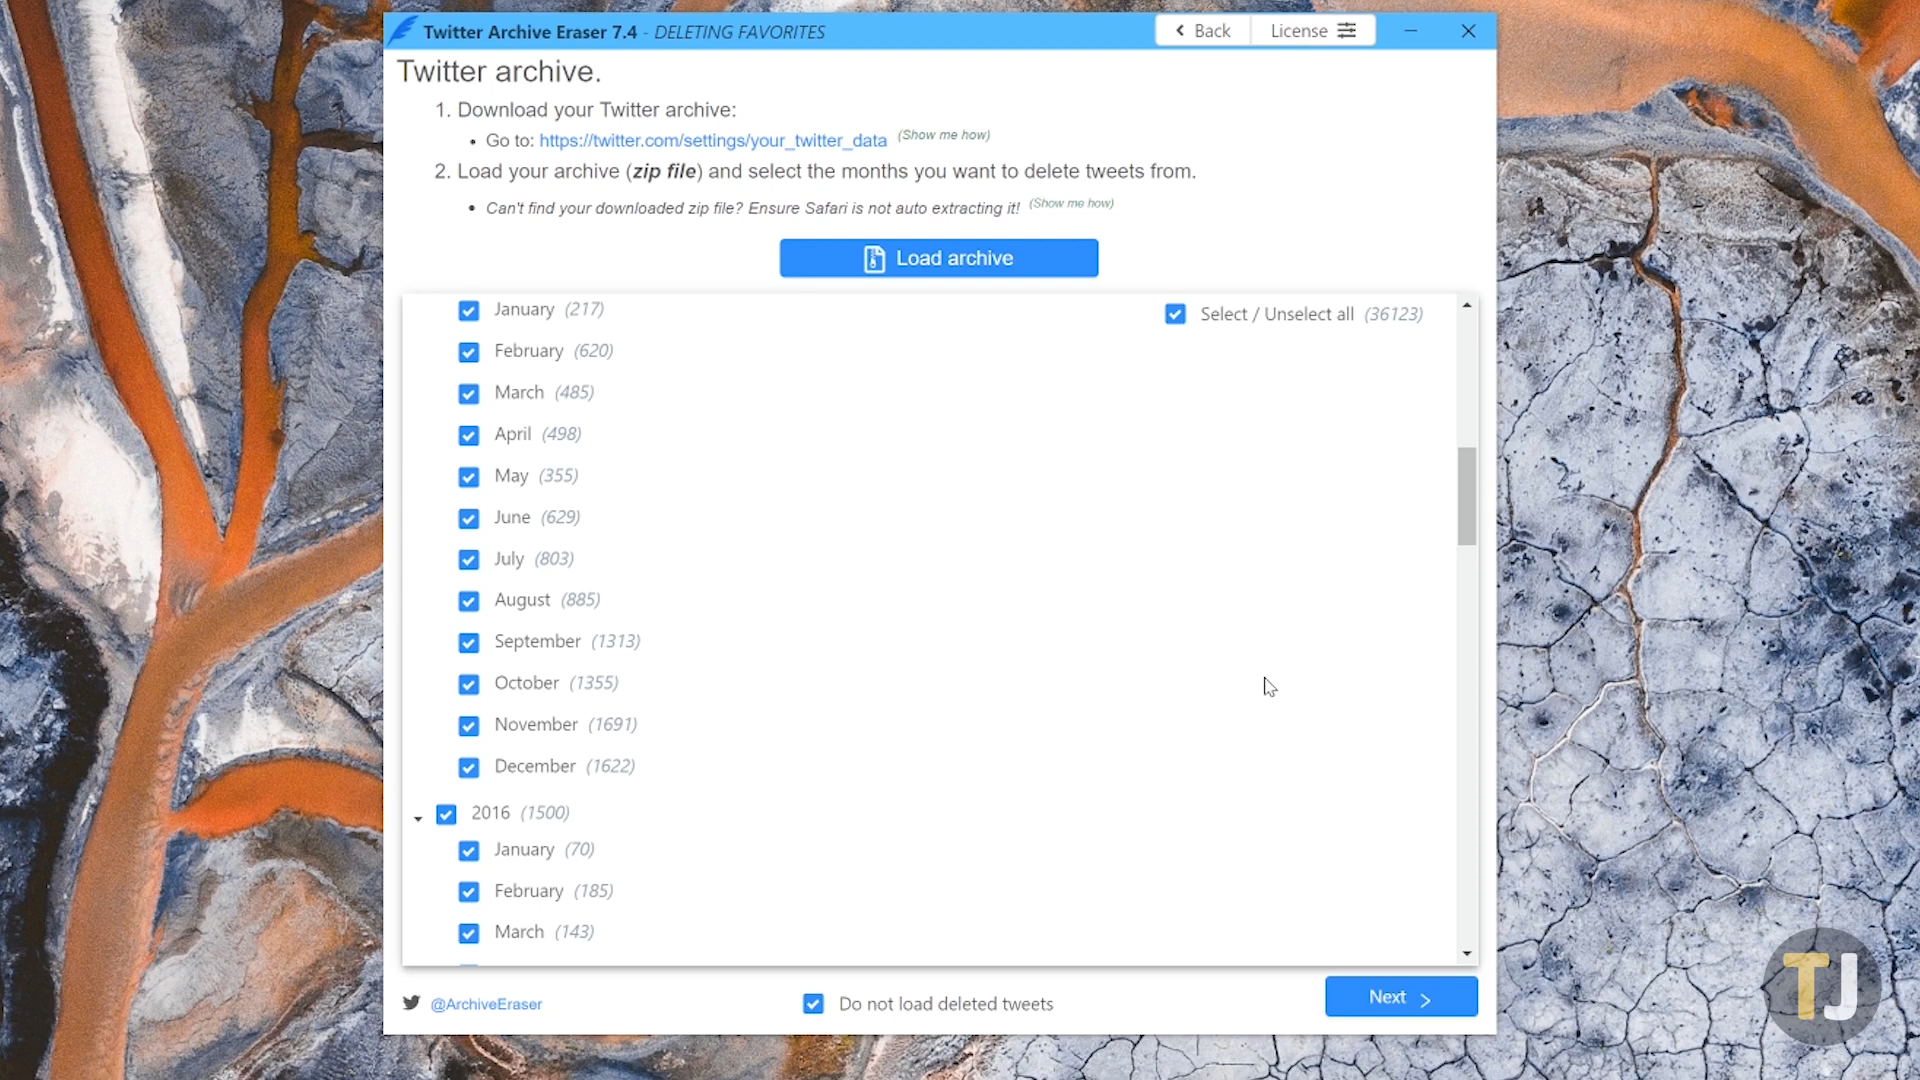 Twitter Archive Eraser 7.4 - DELETING FAVORITES
Back
License
Twitter archive.
1. Download your Twitter archive:
• Go to: https://twitter.com/settings/your_twitter_data (Show me how)
2. Load your archive (zip file) and select the months you want to delete tweets from.
• Can't find your downloaded zip file? Ensure Safari is not auto extracting it! (Show me how)
Load archive
January (217)
Select / Unselect all (36123)
February (620)
March (485)
April (498)
May (355)
June (629)
July (803)
August (885)
September (1313)
October (1355)
November (1691)
December (1622)
2016 (1500)
January (70)
February (185)
March (143)
@ArchiveEraser
Do not load deleted tweets
Next
TJ